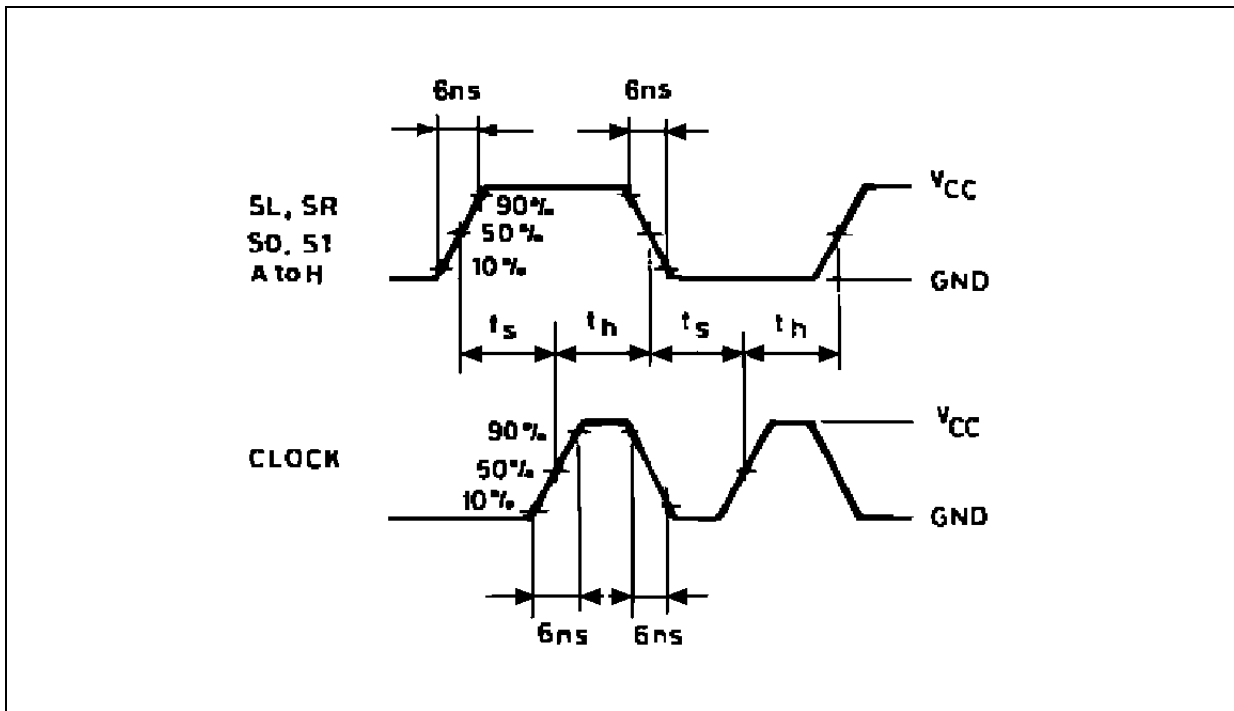 6ns 6ns
VCC
SL, SR
90%
S0, S1
50%
A to H
10%
GND
ts th ts th
VCC
90%
CLOCK
50%
10%
GND
6ns 6ns